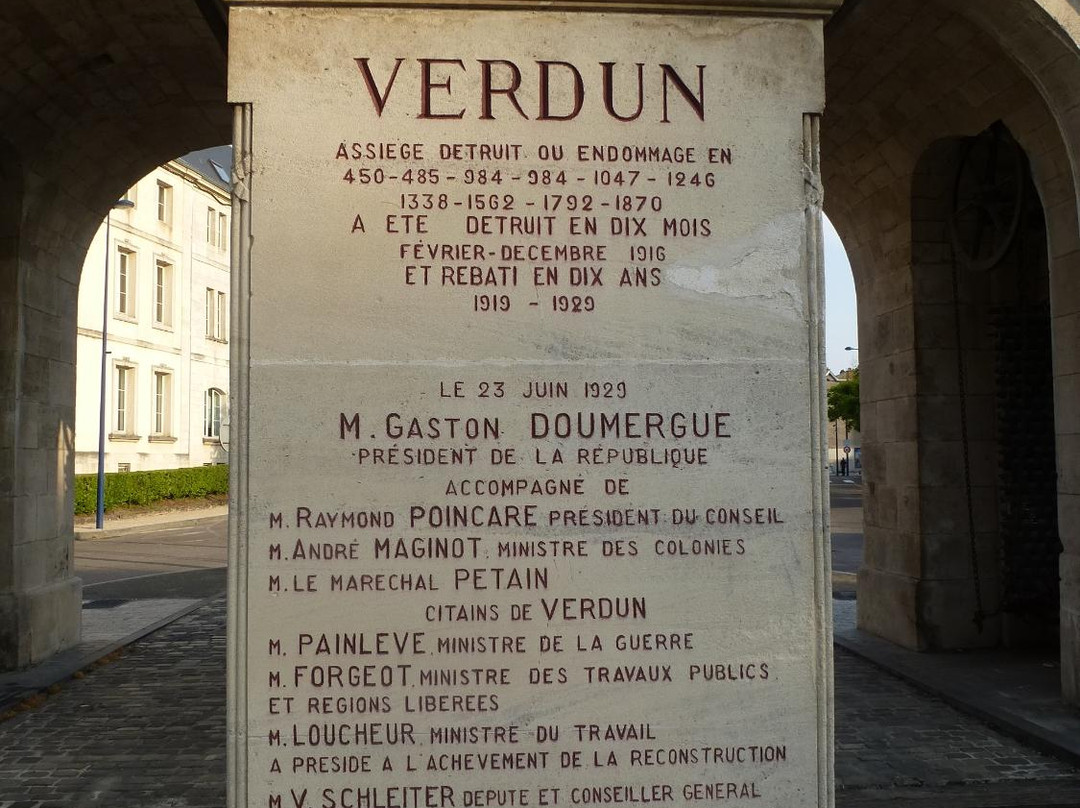 VERDUN
ASSIEGE DETRUIT OU ENDOMMAGE EN
450-485-984-984-1047-1246
1338-1562-1792-1870
A ETE DETRUIT EN DIX MOIS
FÉVRIER-DECEMBRE 1916
ET REBATI EN DIX ANS
1919 - 1929
LE 23 JUIN 1929
M. GASTON DOUMERGUE
PRÉSIDENT DE LA RÉPUBLIQUE
ACCOMPAGNÉ DE
M. RAYMOND POINCARE PRÉSIDENT DU CONSEIL
M. ANDRÉ MAGINOT. MINISTRE DES COLONIES
M. LE MARECHAL PETAIN
CITAINS DE VERDUN
M. PAINLEVE. MINISTRE DE LA GUERRE
M. FORGEOT. MINISTRE DES TRAVAUX PUBLICS
ET REGIONS LIBEREES
M. LOUCHEUR. MINISTRE DU TRAVAIL
A PRESIDE A L'ACHEVEMENT DE LA RECONSTRUCTION
M. V. SCHLEITER DEPUTE ET CONSEILLER GENERAL